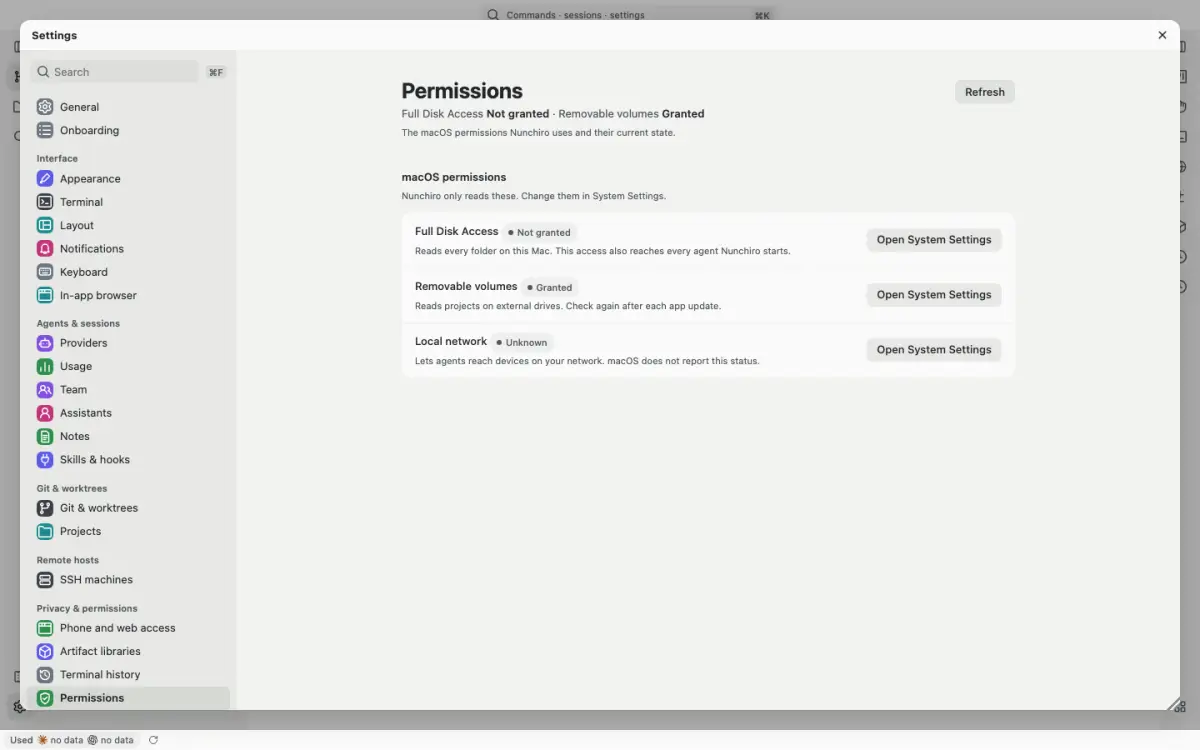 Commands · sessions · settings ⌘K
Settings
Search ⌘F
General
Onboarding
Interface
Appearance
Terminal
Layout
Notifications
Keyboard
In-app browser
Agents & sessions
Providers
Usage
Team
Assistants
Notes
Skills & hooks
Git & worktrees
Git & worktrees
Projects
Remote hosts
SSH machines
Privacy & permissions
Phone and web access
Artifact libraries
Terminal history
Permissions
Permissions
Refresh
Full Disk Access Not granted · Removable volumes Granted
The macOS permissions Nunchiro uses and their current state.
macOS permissions
Nunchiro only reads these. Change them in System Settings.
Full Disk Access Not granted
Reads every folder on this Mac. This access also reaches every agent Nunchiro starts.
Open System Settings
Removable volumes Granted
Reads projects on external drives. Check again after each app update.
Open System Settings
Local network Unknown
Lets agents reach devices on your network. macOS does not report this status.
Open System Settings
Used no data no data